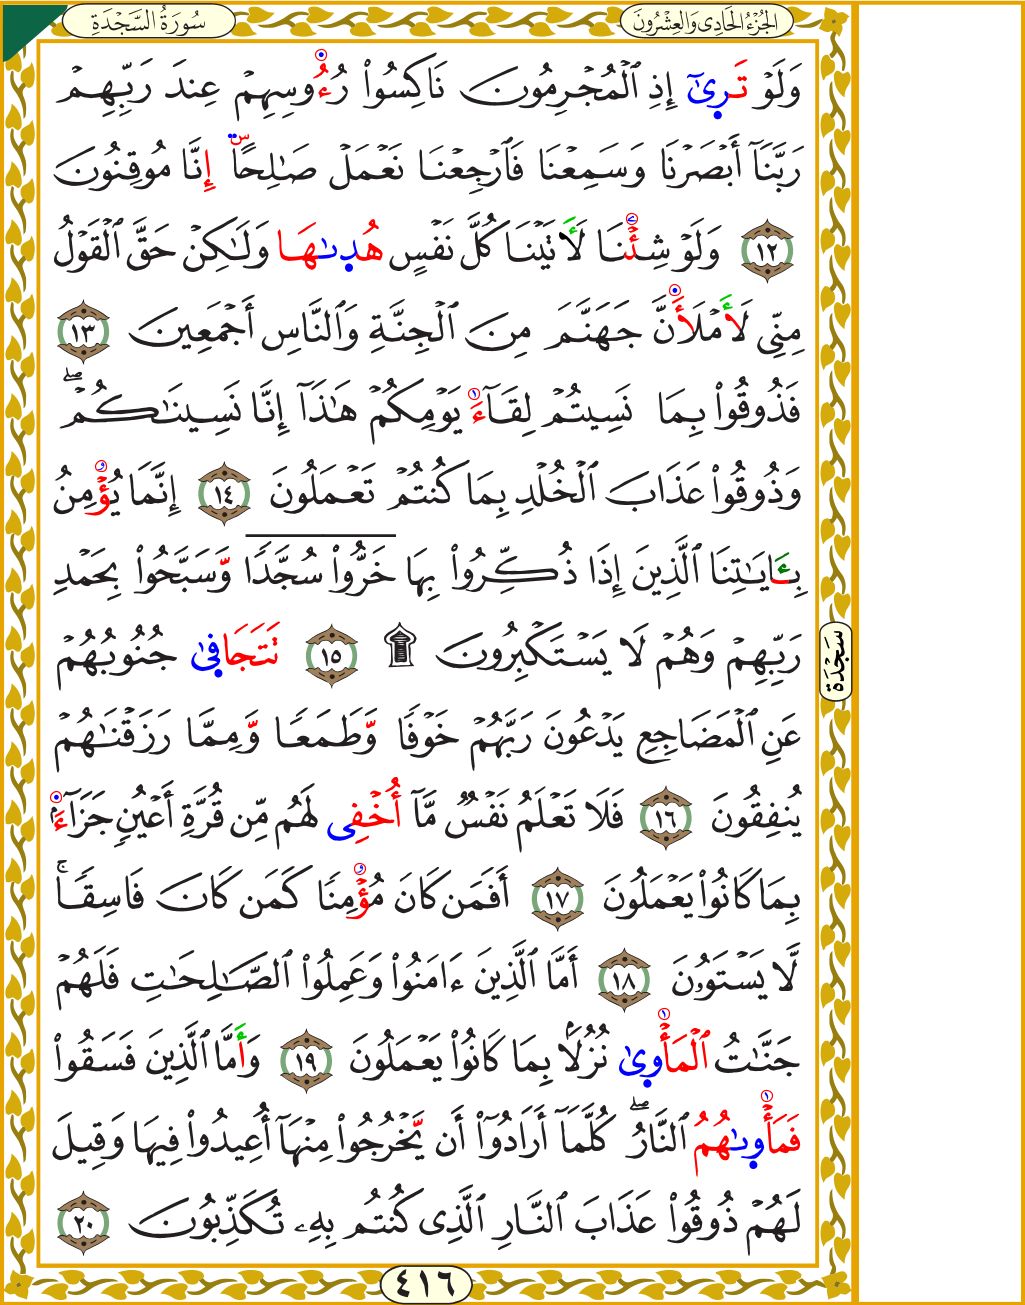 الجُزْءُ الحَادِى وَالعِشْرُونَ
سُورَةُ السَّجْدَةِ
وَلَوْ تَرَىٰٓ إِذِ ٱلْمُجْرِمُونَ نَاكِسُوا۟ رُءُوسِهِمْ عِندَ رَبِّهِمْ
رَبَّنَآ أَبْصَرْنَا وَسَمِعْنَا فَٱرْجِعْنَا نَعْمَلْ صَـٰلِحًا إِنَّا مُوقِنُونَ
١٢ وَلَوْ شِئْنَا لَأَتَيْنَا كُلَّ نَفْسٍ هُدَىٰهَا وَلَـٰكِنْ حَقَّ ٱلْقَوْلُ
مِنِّى لَأَمْلَأَنَّ جَهَنَّمَ مِنَ ٱلْجِنَّةِ وَٱلنَّاسِ أَجْمَعِينَ ١٣
فَذُوقُوا۟ بِمَا نَسِيتُمْ لِقَآءَ يَوْمِكُمْ هَـٰذَآ إِنَّا نَسِينَـٰكُمْ ۖ
وَذُوقُوا۟ عَذَابَ ٱلْخُلْدِ بِمَا كُنتُمْ تَعْمَلُونَ ١٤ إِنَّمَا يُؤْمِنُ
بِـَٔايَـٰتِنَا ٱلَّذِينَ إِذَا ذُكِّرُوا۟ بِهَا خَرُّوا۟ سُجَّدًا وَّسَبَّحُوا۟ بِحَمْدِ
رَبِّهِمْ وَهُمْ لَا يَسْتَكْبِرُونَ ۩ ١٥ تَتَجَافَىٰ جُنُوبُهُمْ
عَنِ ٱلْمَضَاجِعِ يَدْعُونَ رَبَّهُمْ خَوْفًا وَّطَمَعًا وَّمِمَّا رَزَقْنَـٰهُمْ
يُنفِقُونَ ١٦ فَلَا تَعْلَمُ نَفْسٌ مَّآ أُخْفِى لَهُم مِّن قُرَّةِ أَعْيُنٍ جَزَآءًۢ
بِمَا كَانُوا۟ يَعْمَلُونَ ١٧ أَفَمَن كَانَ مُؤْمِنًا كَمَن كَانَ فَاسِقًا ۚ
لَّا يَسْتَوُۥنَ ١٨ أَمَّا ٱلَّذِينَ ءَامَنُوا۟ وَعَمِلُوا۟ ٱلصَّـٰلِحَـٰتِ فَلَهُمْ
جَنَّـٰتُ ٱلْمَأْوَىٰ نُزُلًۢا بِمَا كَانُوا۟ يَعْمَلُونَ ١٩ وَأَمَّا ٱلَّذِينَ فَسَقُوا۟
فَمَأْوَىٰهُمُ ٱلنَّارُ ۖ كُلَّمَآ أَرَادُوٓا۟ أَن يَّخْرُجُوا۟ مِنْهَآ أُعِيدُوا۟ فِيهَا وَقِيلَ
لَهُمْ ذُوقُوا۟ عَذَابَ ٱلنَّارِ ٱلَّذِى كُنتُم بِهِۦ تُكَذِّبُونَ ٢٠
سَجْدَة
٤١٦